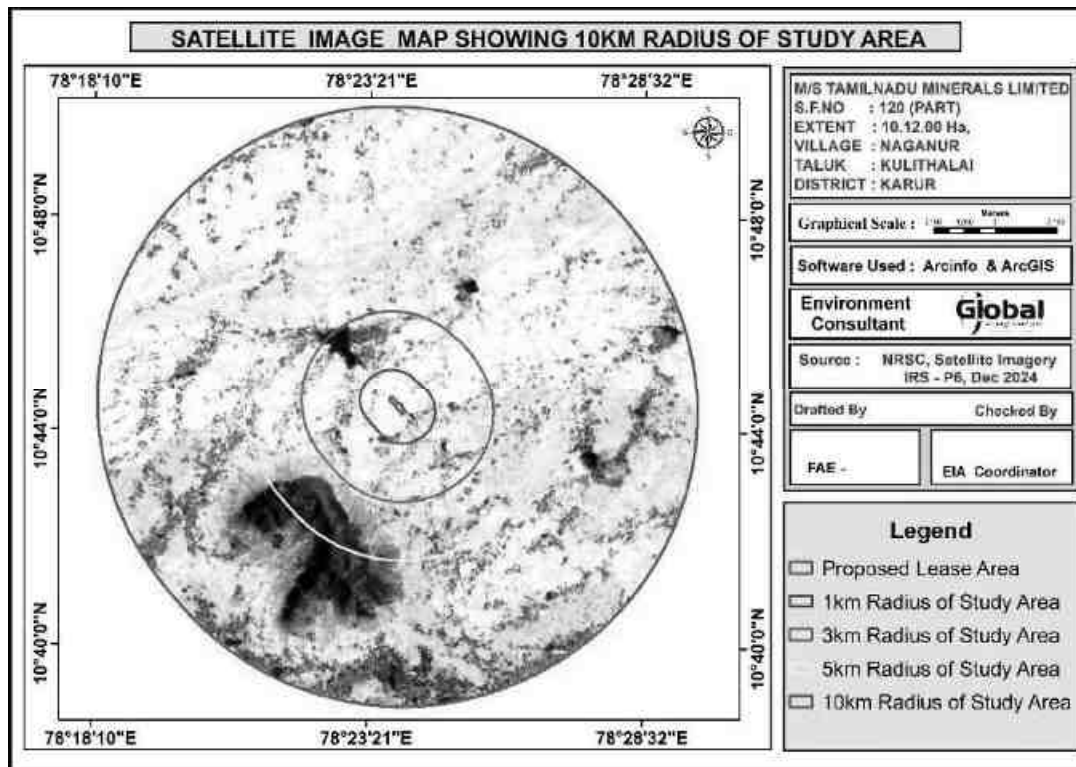 SATELLITE IMAGE MAP SHOWING 10KM RADIUS OF STUDY AREA
78°18'10"E 78°23'21"E 78°28'32"E
10°48'0"N 10°48'0"N
10°44'0"N 10°44'0"N
10°40'0"N 10°40'0"N
78°18'10"E 78°23'21"E 78°28'32"E
M/S TAMILNADU MINERALS LIMITED
S.F.NO : 120 (PART)
EXTENT : 10.12.00 Ha,
VILLAGE : NAGANUR
TALUK : KULITHALAI
DISTRICT : KARUR
Graphical Scale :
Meters
Software Used : Arcinfo & ArcGIS
Environment
Consultant
Global
Source : NRSC, Satellite Imagery
IRS - P6, Dec 2024
Drafted By Checked By
FAE - EIA Coordinator
Legend
Proposed Lease Area
1km Radius of Study Area
3km Radius of Study Area
5km Radius of Study Area
10km Radius of Study Area